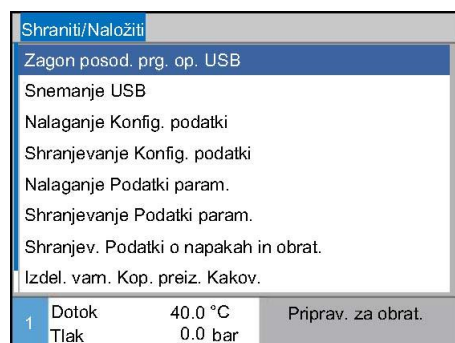 Shraniti/Naložiti
Zagon posod. prg. op. USB
Snemanje USB
Nalaganje Konfig. podatki
Shranjevanje Konfig. podatki
Nalaganje Podatki param.
Shranjevanje Podatki param.
Shranjev. Podatki o napakah in obrat.
Izdel. varn. Kop. preiz. Kakov.
1 Dotok 40.0 °C Priprav. za obrat.
Tlak 0.0 bar